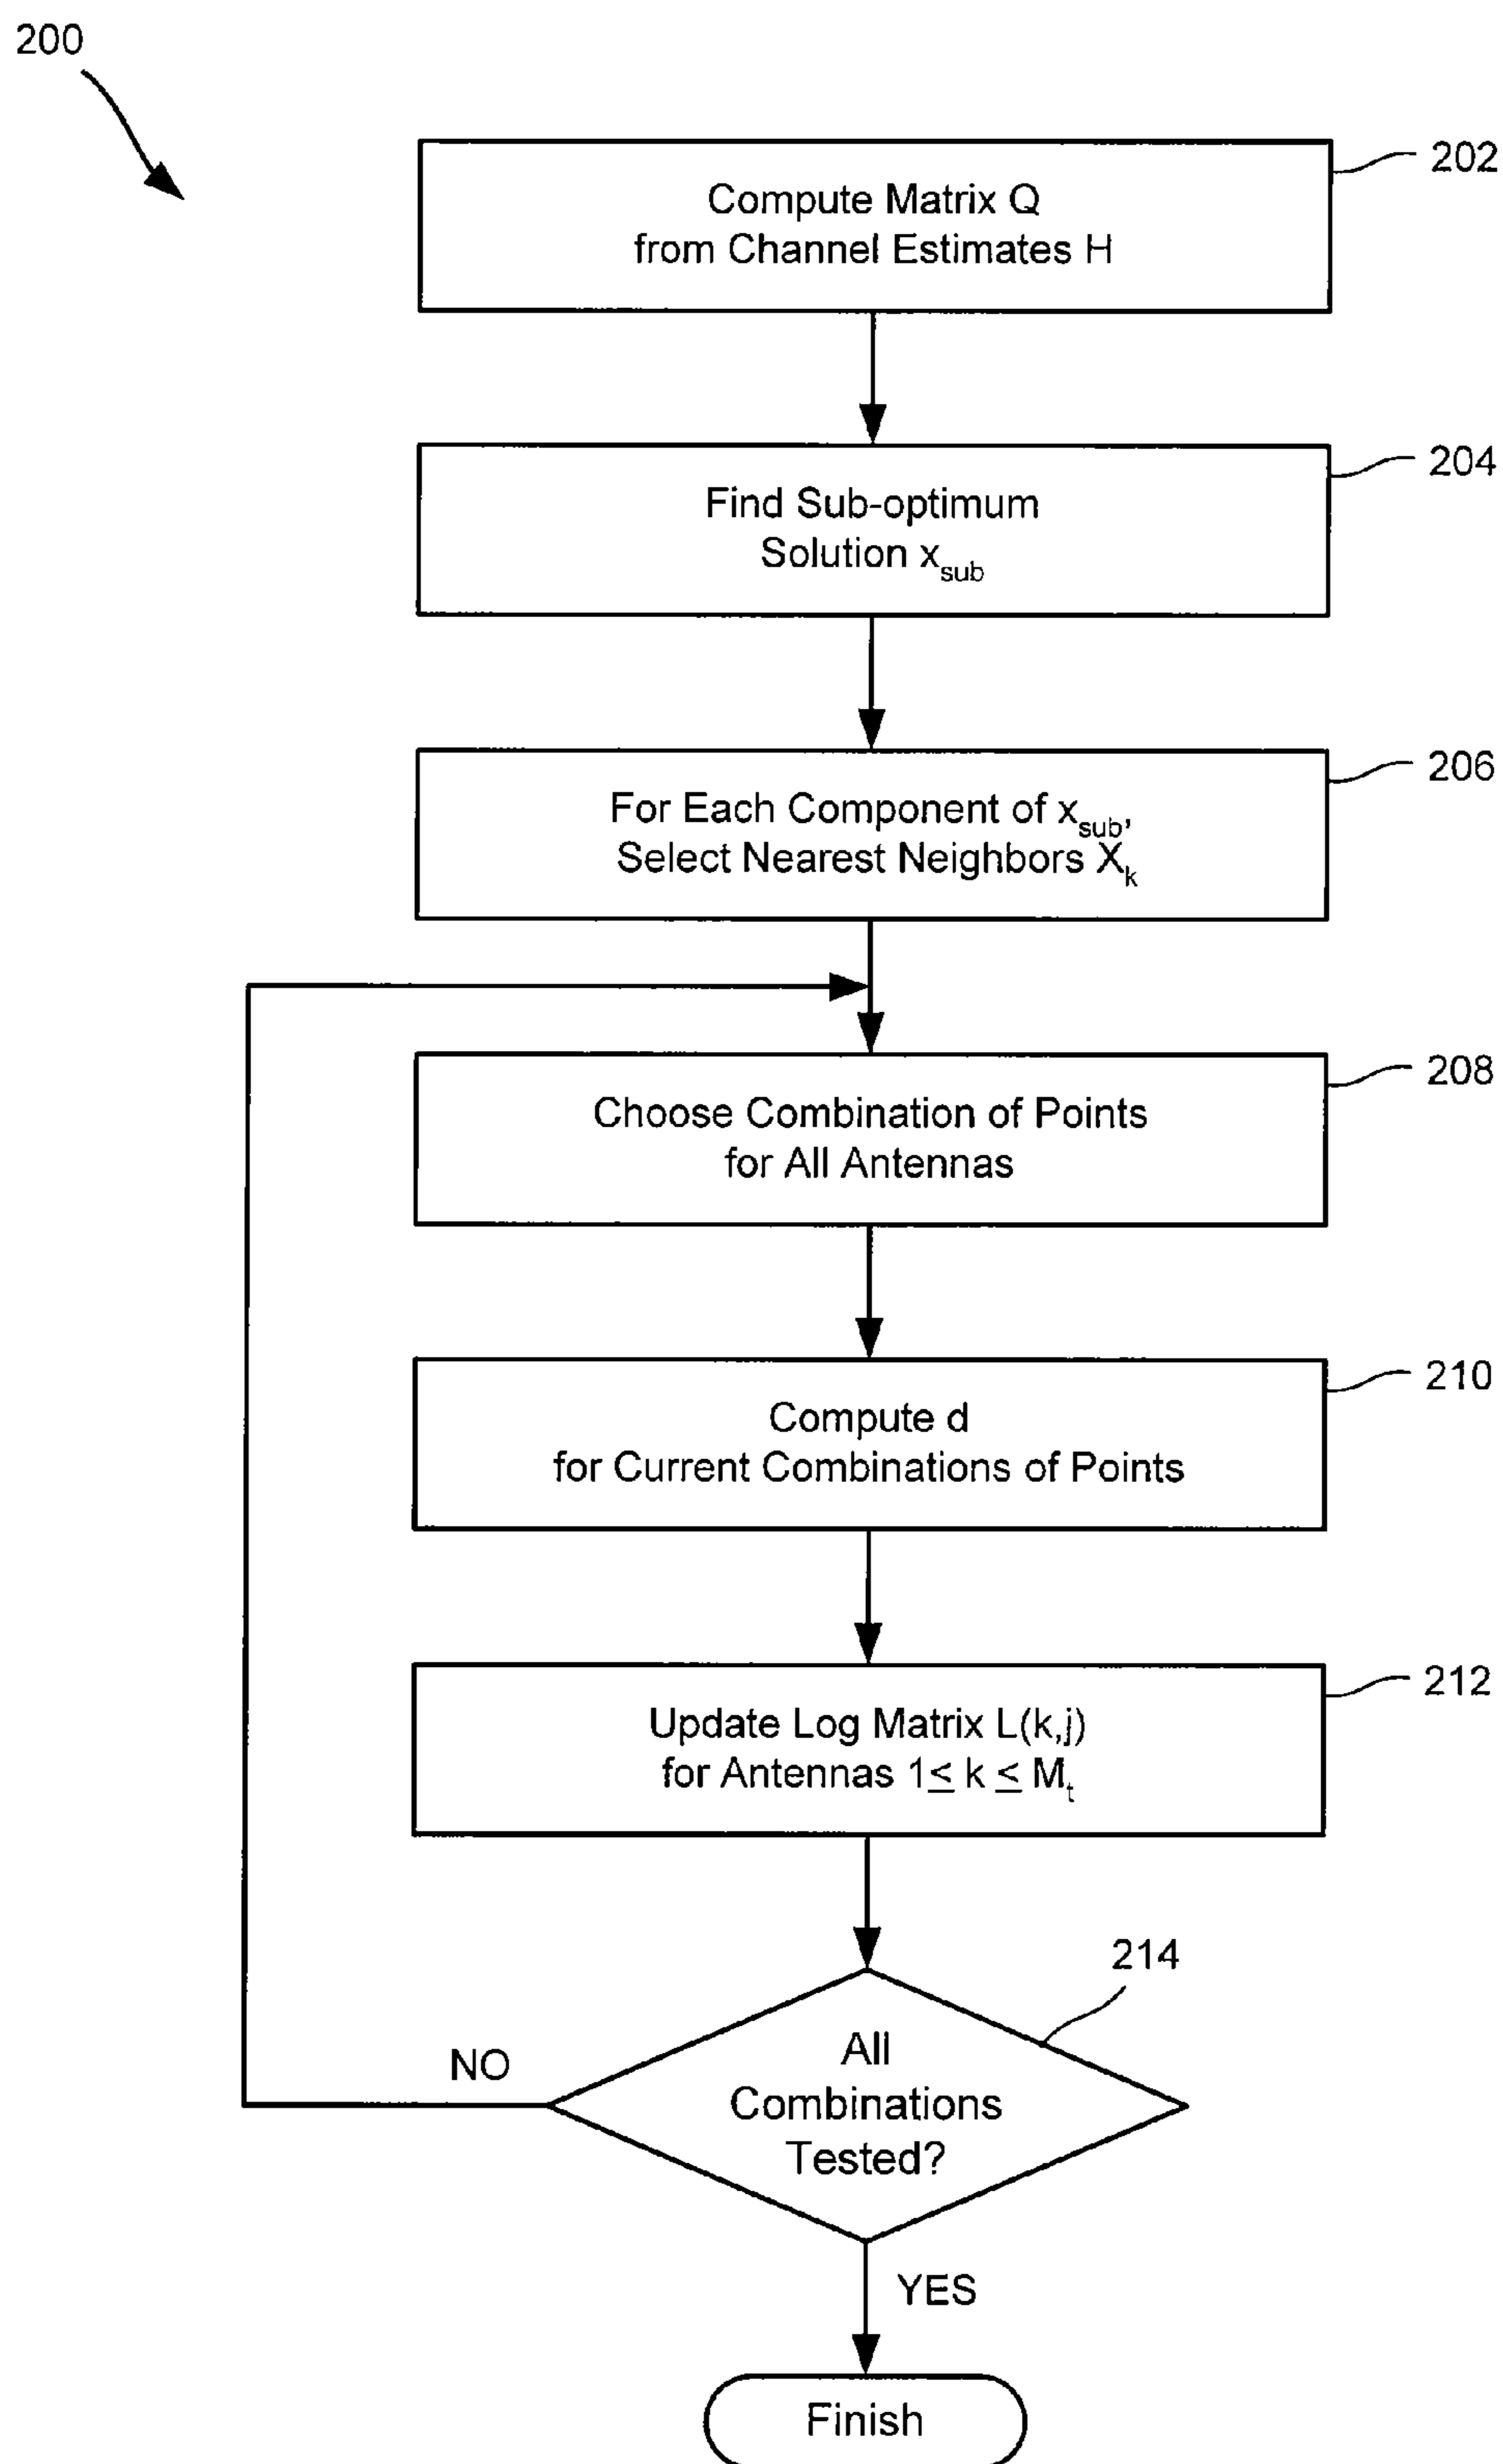 200
202
Compute Matrix Q
from Channel Estimates H
204
Find Sub-optimum
Solution x_sub
206
For Each Component of x_sub,
Select Nearest Neighbors X_k
208
Choose Combination of Points
for All Antennas
210
Compute d
for Current Combinations of Points
212
Update Log Matrix L(k,j)
for Antennas 1≤ k ≤ M_t
214
All
Combinations
Tested?
NO
YES
Finish